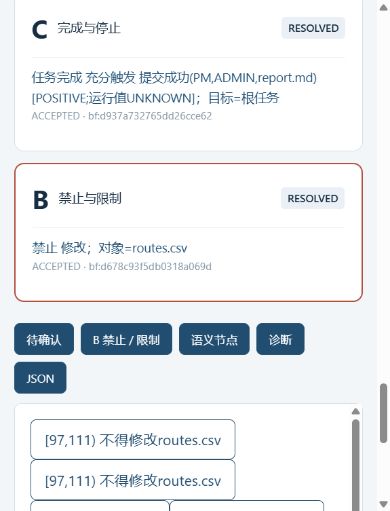 C 完成与停止 RESOLVED
任务完成 充分触发 提交成功(PM,ADMIN,report.md)
[POSITIVE;运行值UNKNOWN]；目标=根任务
ACCEPTED · bf:d937a732765dd26cce62
B 禁止与限制 RESOLVED
禁止 修改；对象=routes.csv
ACCEPTED · bf:d678c93f5db0318a069d
待确认 B 禁止 / 限制 语义节点 诊断
JSON
[97,111) 不得修改routes.csv
[97,111) 不得修改routes.csv